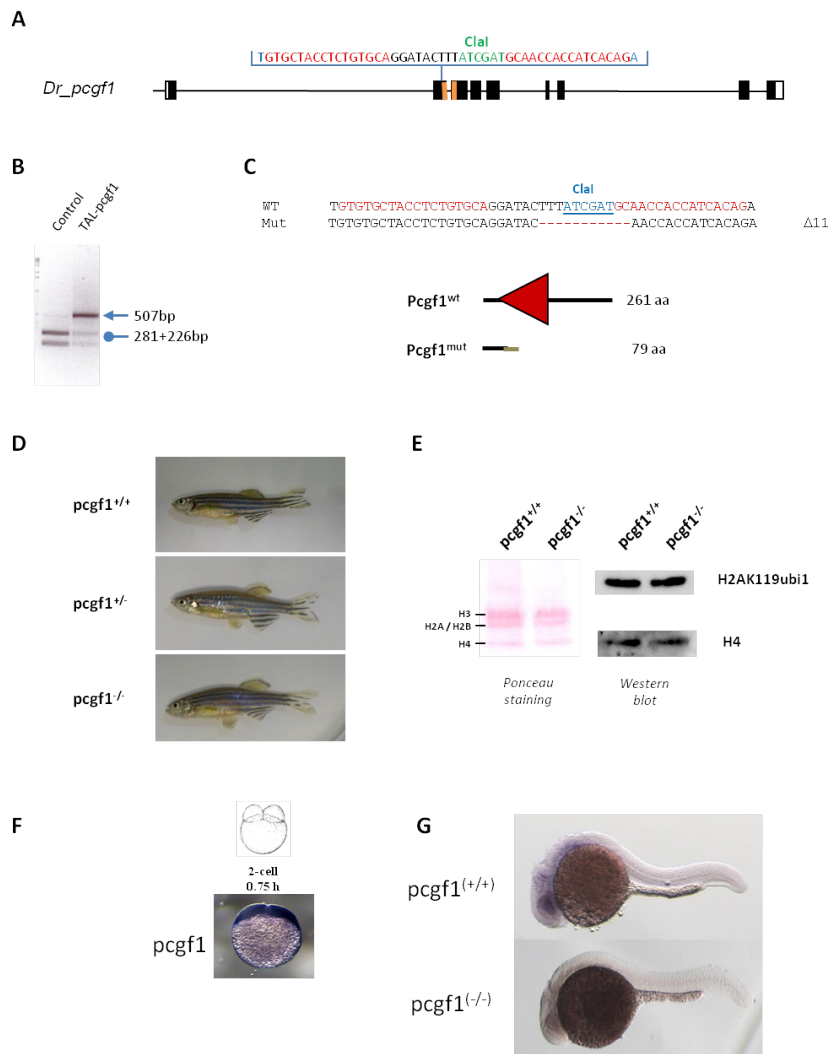 A
ClaI
TGTGCTACCTCTGTGCAGGATACTTTATCGATGCAACCACCATCACAGA
Dr_pcgf1
B
Control
TAL-pcgf1
507bp
281+226bp
C
ClaI
WT TGTGTGCTACCTCTGTGCAGGATACTTTATCGATGCAACCACCATCACAGA
Mut TGTGTGCTACCTCTGTGCAGGATAC-----------AACCACCATCACAGA Δ11
Pcgf1wt 261 aa
Pcgf1mut 79 aa
D
pcgf1+/+
pcgf1+/-
pcgf1-/-
E
pcgf1+/+
pcgf1-/-
pcgf1+/+
pcgf1-/-
H2AK119ubi1
H3
H2A / H2B
H4
H4
Ponceau
staining
Western
blot
F
2-cell
0.75 h
pcgf1
G
pcgf1(+/+)
pcgf1(-/-)